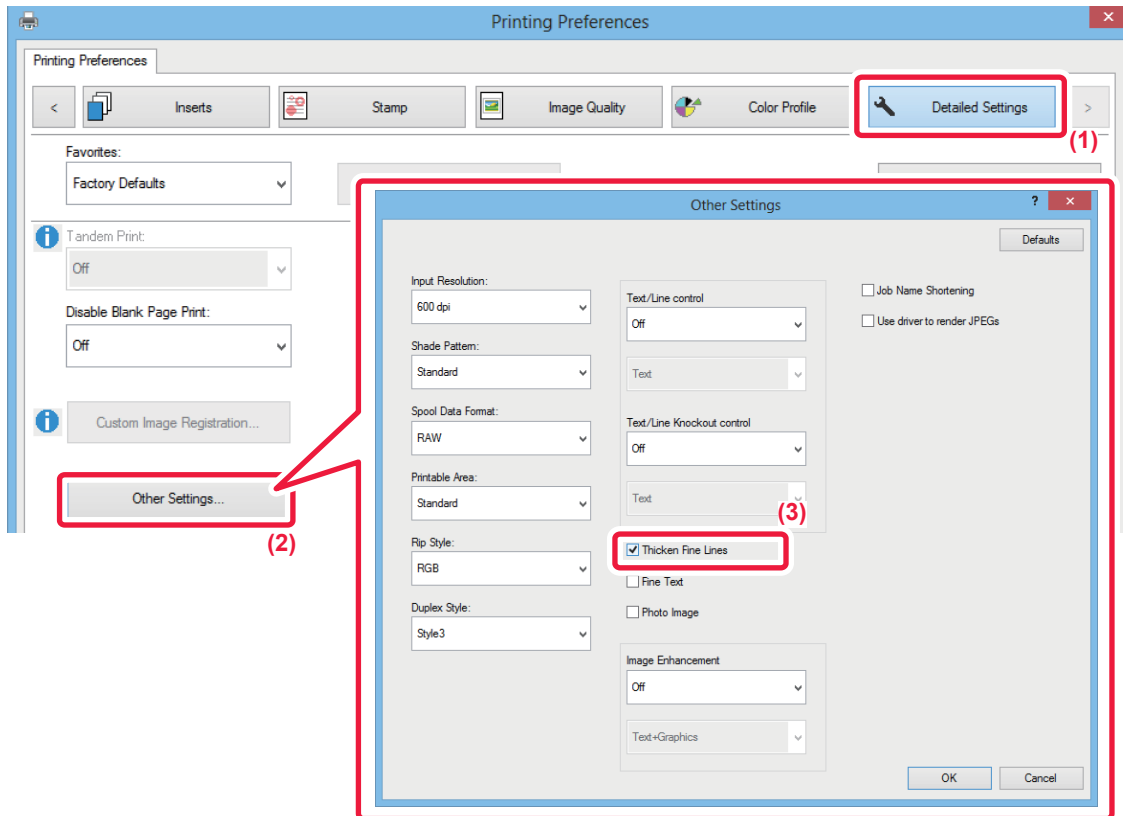 Printing Preferences
Printing Preferences
< Inserts Stamp Image Quality Color Profile Detailed Settings >
(1)
Favorites:
Factory Defaults
Tandem Print:
Off
Disable Blank Page Print:
Off
Custom Image Registration...
Other Settings...
(2)
Other Settings
?
Defaults
Input Resolution:
600 dpi
Shade Pattern:
Standard
Spool Data Format:
RAW
Printable Area:
Standard
Rip Style:
RGB
Duplex Style:
Style3
Text/Line control
Off
Text
Text/Line Knockout control
Off
Text
(3)
Thicken Fine Lines
Fine Text
Photo Image
Image Enhancement
Off
Text+Graphics
Job Name Shortening
Use driver to render JPEGs
OK Cancel